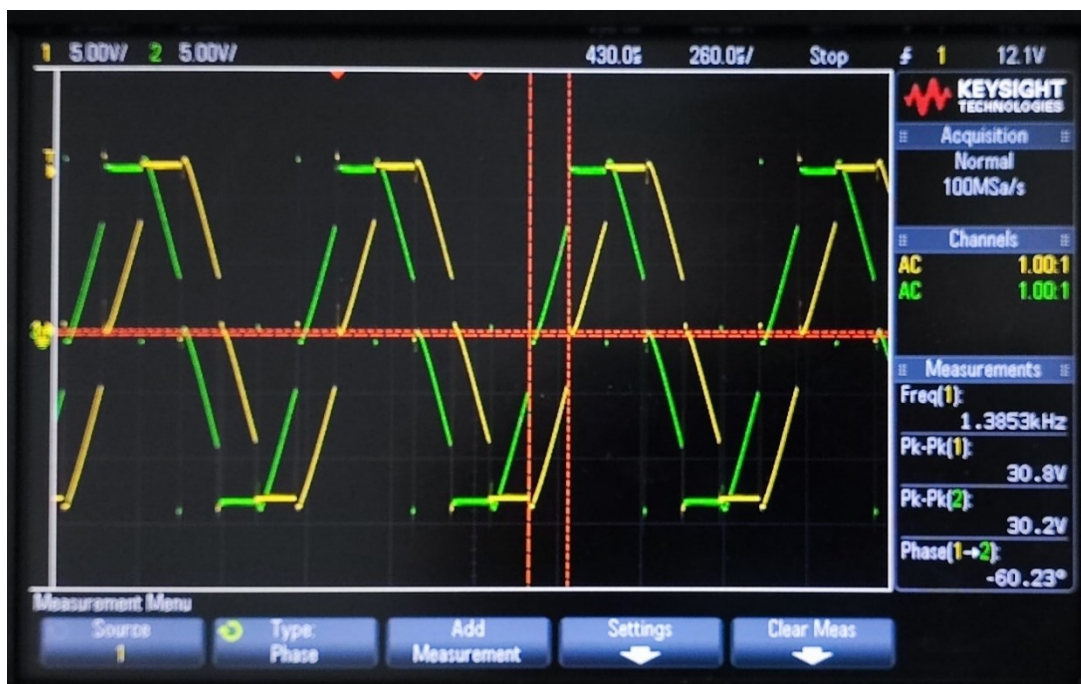 1 5.00V/ 2 5.00V/ 430.0s 260.0s/ Stop 1 12.1V
KEYSIGHT
TECHNOLOGIES
Acquisition
Normal
100MSa/s
Channels
AC 1.00:1
AC 1.00:1
Measurements
Freq(1):
1.3853kHz
Pk-Pk(1):
30.8V
Pk-Pk(2):
30.2V
Phase(1→2):
-60.23°
Measurement Menu
Source
1
Type:
Phase
Add
Measurement
Settings
Clear Meas